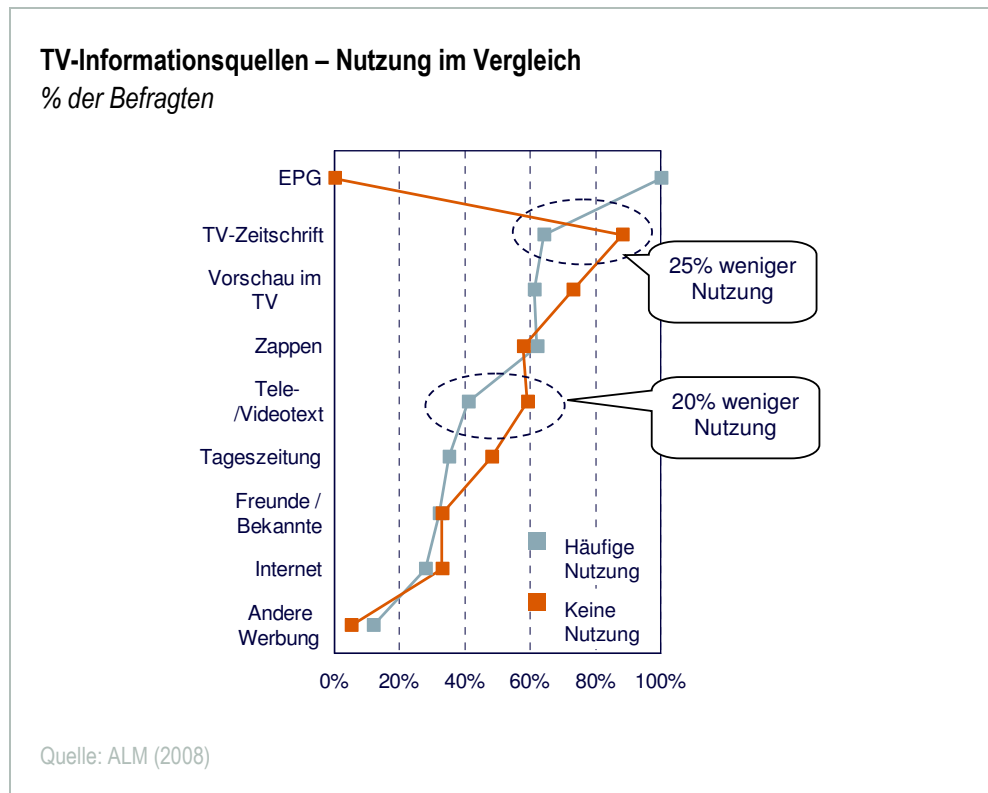 TV-Informationsquellen – Nutzung im Vergleich
% der Befragten
EPG
TV-Zeitschrift
Vorschau im
TV
Zappen
Tele-
/Videotext
Tageszeitung
Freunde /
Bekannte
Internet
Andere
Werbung
25% weniger
Nutzung
20% weniger
Nutzung
Häufige
Nutzung
Keine
Nutzung
0% 20% 40% 60% 80% 100%
Quelle: ALM (2008)